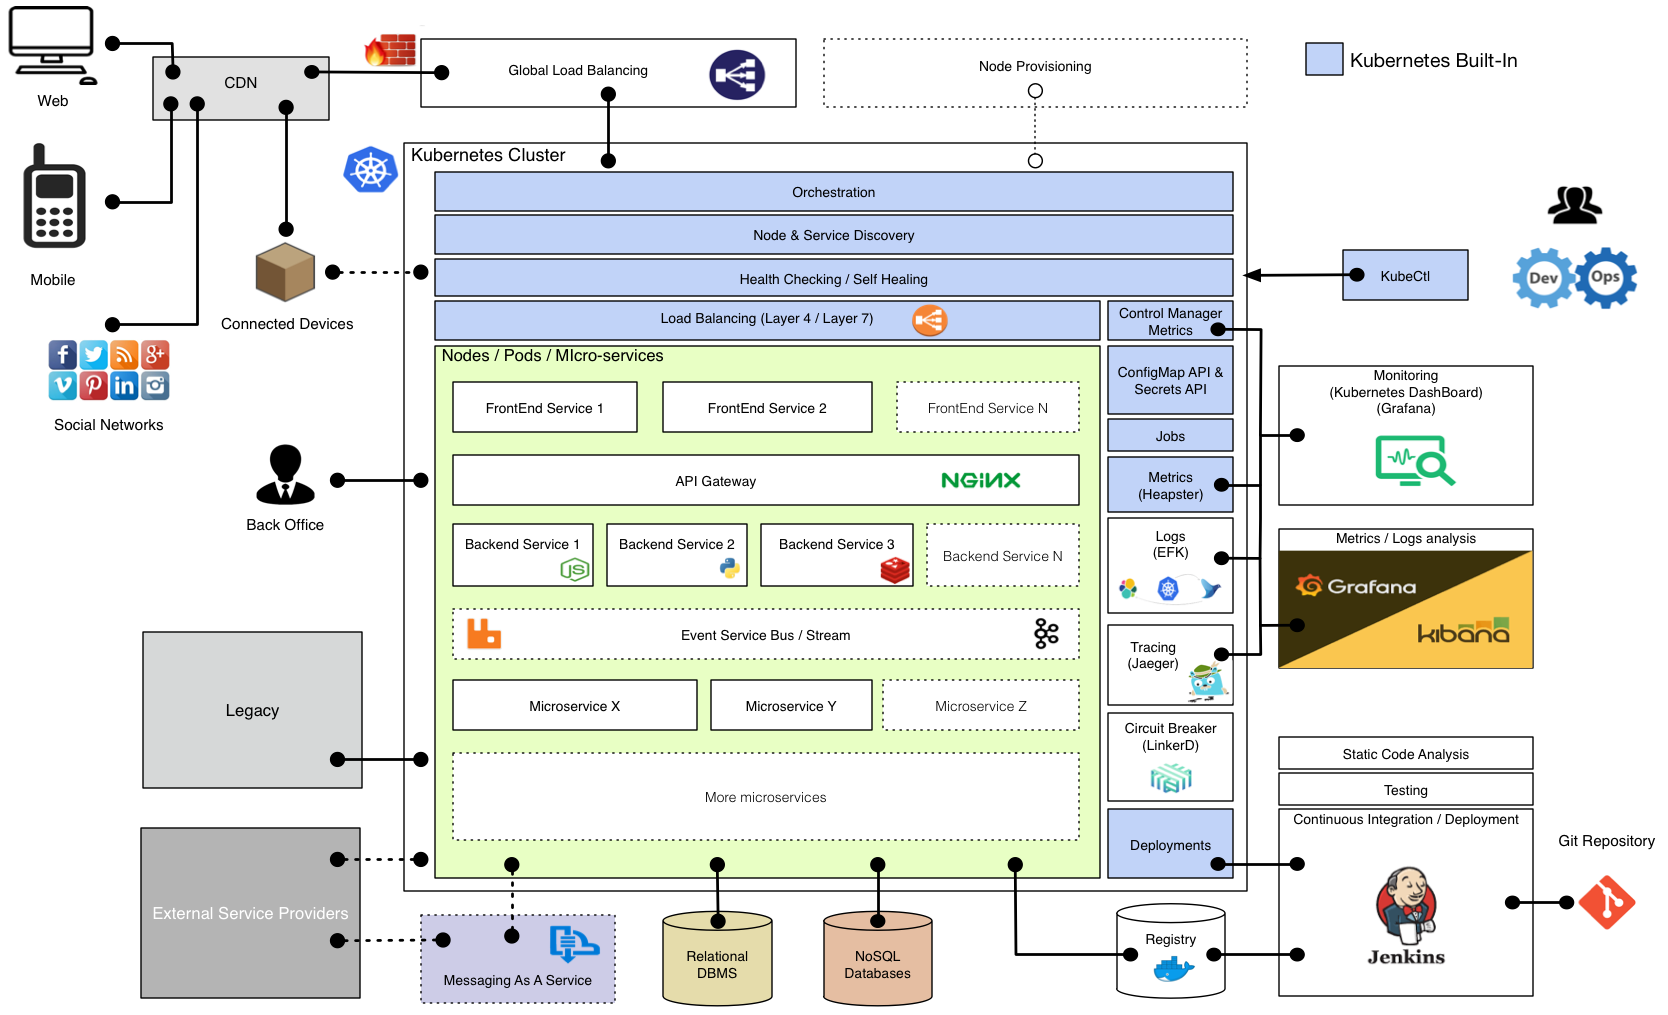 Web
CDN
Global Load Balancing
Node Provisioning
Kubernetes Built-In
Mobile
Connected Devices
Social Networks
f
g+
v
in
Back Office
Legacy
External Service Providers
Kubernetes Cluster
Orchestration
Node & Service Discovery
Health Checking / Self Healing
Load Balancing (Layer 4 / Layer 7)
Control Manager
Metrics
Nodes / Pods / MIcro-services
FrontEnd Service 1
FrontEnd Service 2
FrontEnd Service N
API Gateway
NGINX
Backend Service 1
JS
Backend Service 2
Backend Service 3
Backend Service N
Event Service Bus / Stream
Microservice X
Microservice Y
Microservice Z
More microservices
ConfigMap API &
Secrets API
Jobs
Metrics
(Heapster)
Logs
(EFK)
Tracing
(Jaeger)
Circuit Breaker
(LinkerD)
Deployments
Messaging As A Service
Relational
DBMS
NoSQL
Databases
Registry
KubeCtl
Dev
Ops
Monitoring
(Kubernetes DashBoard)
(Grafana)
Metrics / Logs analysis
Grafana
kibana
Static Code Analysis
Testing
Continuous Integration / Deployment
Jenkins
Git Repository